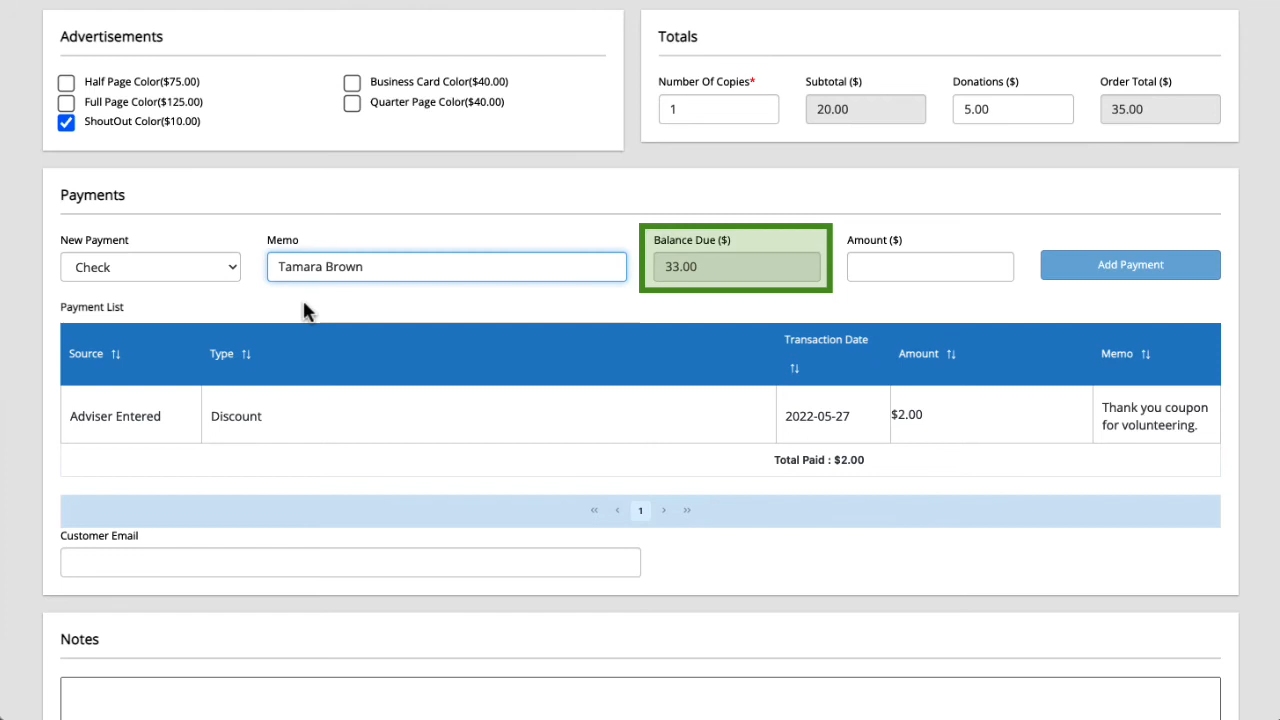 Advertisements
Half Page Color($75.00)
Full Page Color($125.00)
ShoutOut Color($10.00)
Business Card Color($40.00)
Quarter Page Color($40.00)
Totals
Number Of Copies* Subtotal ($) Donations ($) Order Total ($)
1 20.00 5.00 35.00
Payments
New Payment Memo Balance Due ($) Amount ($)
Check Tamara Brown 33.00 Add Payment
Payment List
Source Type Transaction Date Amount Memo
Adviser Entered Discount 2022-05-27 $2.00 Thank you coupon
for volunteering.
Total Paid : $2.00
« ‹ 1 › »
Customer Email
Notes